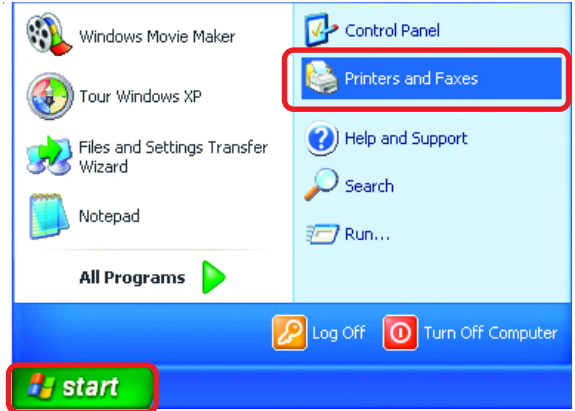 Windows Movie Maker
Tour Windows XP
Files and Settings Transfer
Wizard
Notepad
All Programs
Control Panel
Printers and Faxes
Help and Support
Search
Run...
Log Off
Turn Off Computer
start